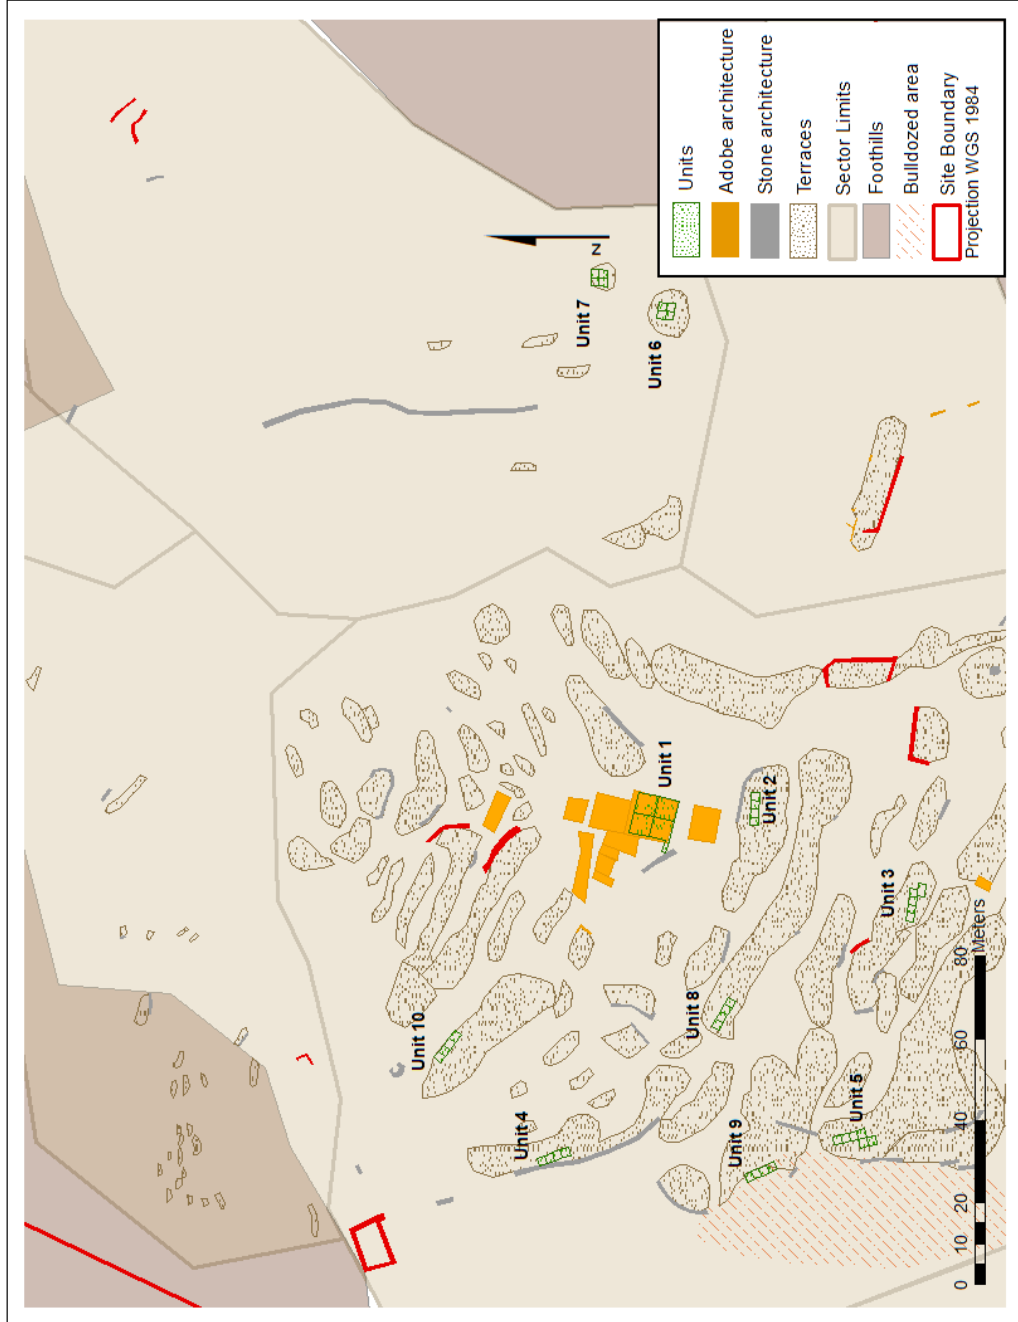 Units
Adobe architecture
Stone architecture
Terraces
Sector Limits
Foothills
Bulldozed area
Site Boundary
Projection WGS 1984
N
Unit 7
Unit 6
Unit 1
Unit 2
Unit 3
Unit 10
Unit 8
Unit 4
Unit 9
Unit 5
0 10 20 40 60 80
Meters